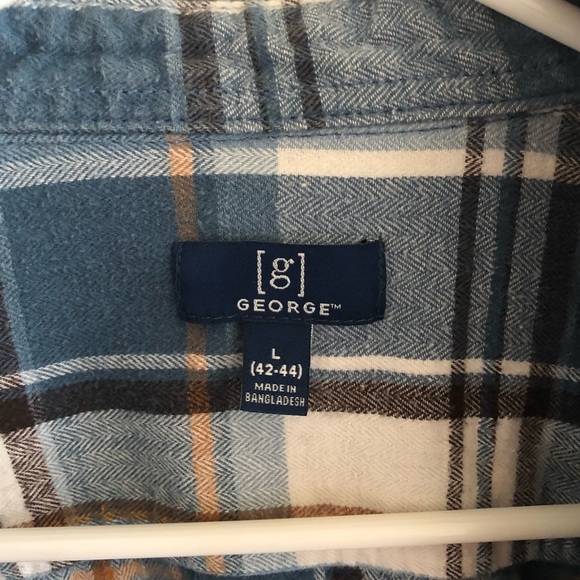 [g]
GEORGE™
L
(42-44)
MADE IN
BANGLADESH